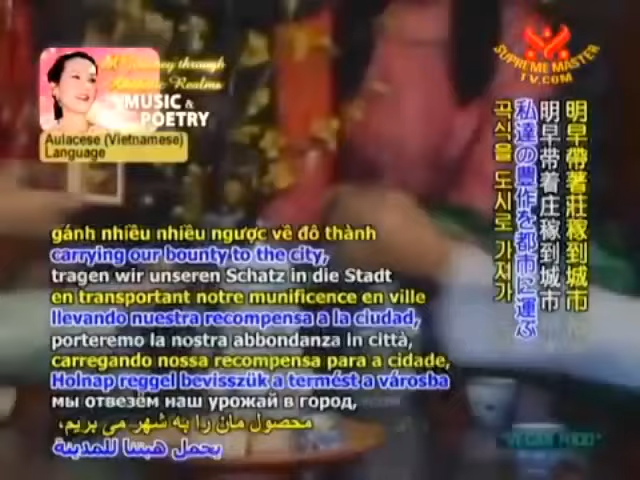 A Journey through
Aesthetic Realms
MUSIC &
POETRY
Aulacese (Vietnamese)
Language
SUPREME MASTER
TV.COM
gánh nhiều nhiều ngược về đô thành
carrying our bounty to the city,
tragen wir unseren Schatz in die Stadt
en transportant notre munificence en ville
llevando nuestra recompensa a la ciudad,
porteremo la nostra abbondanza in città,
carregando nossa recompensa para a cidade,
Holnap reggel bevisszük a termést a városba
мы отвезём наш урожай в город,
محصول مان را به شهر می بریم،
يحمل هبتنا للمدينة
明早帶著莊稼到城市
明早带着庄稼到城市
私達の豊作を都市に運ぶ
곡식을 도시로 가져가
"VEGAN FOOD"